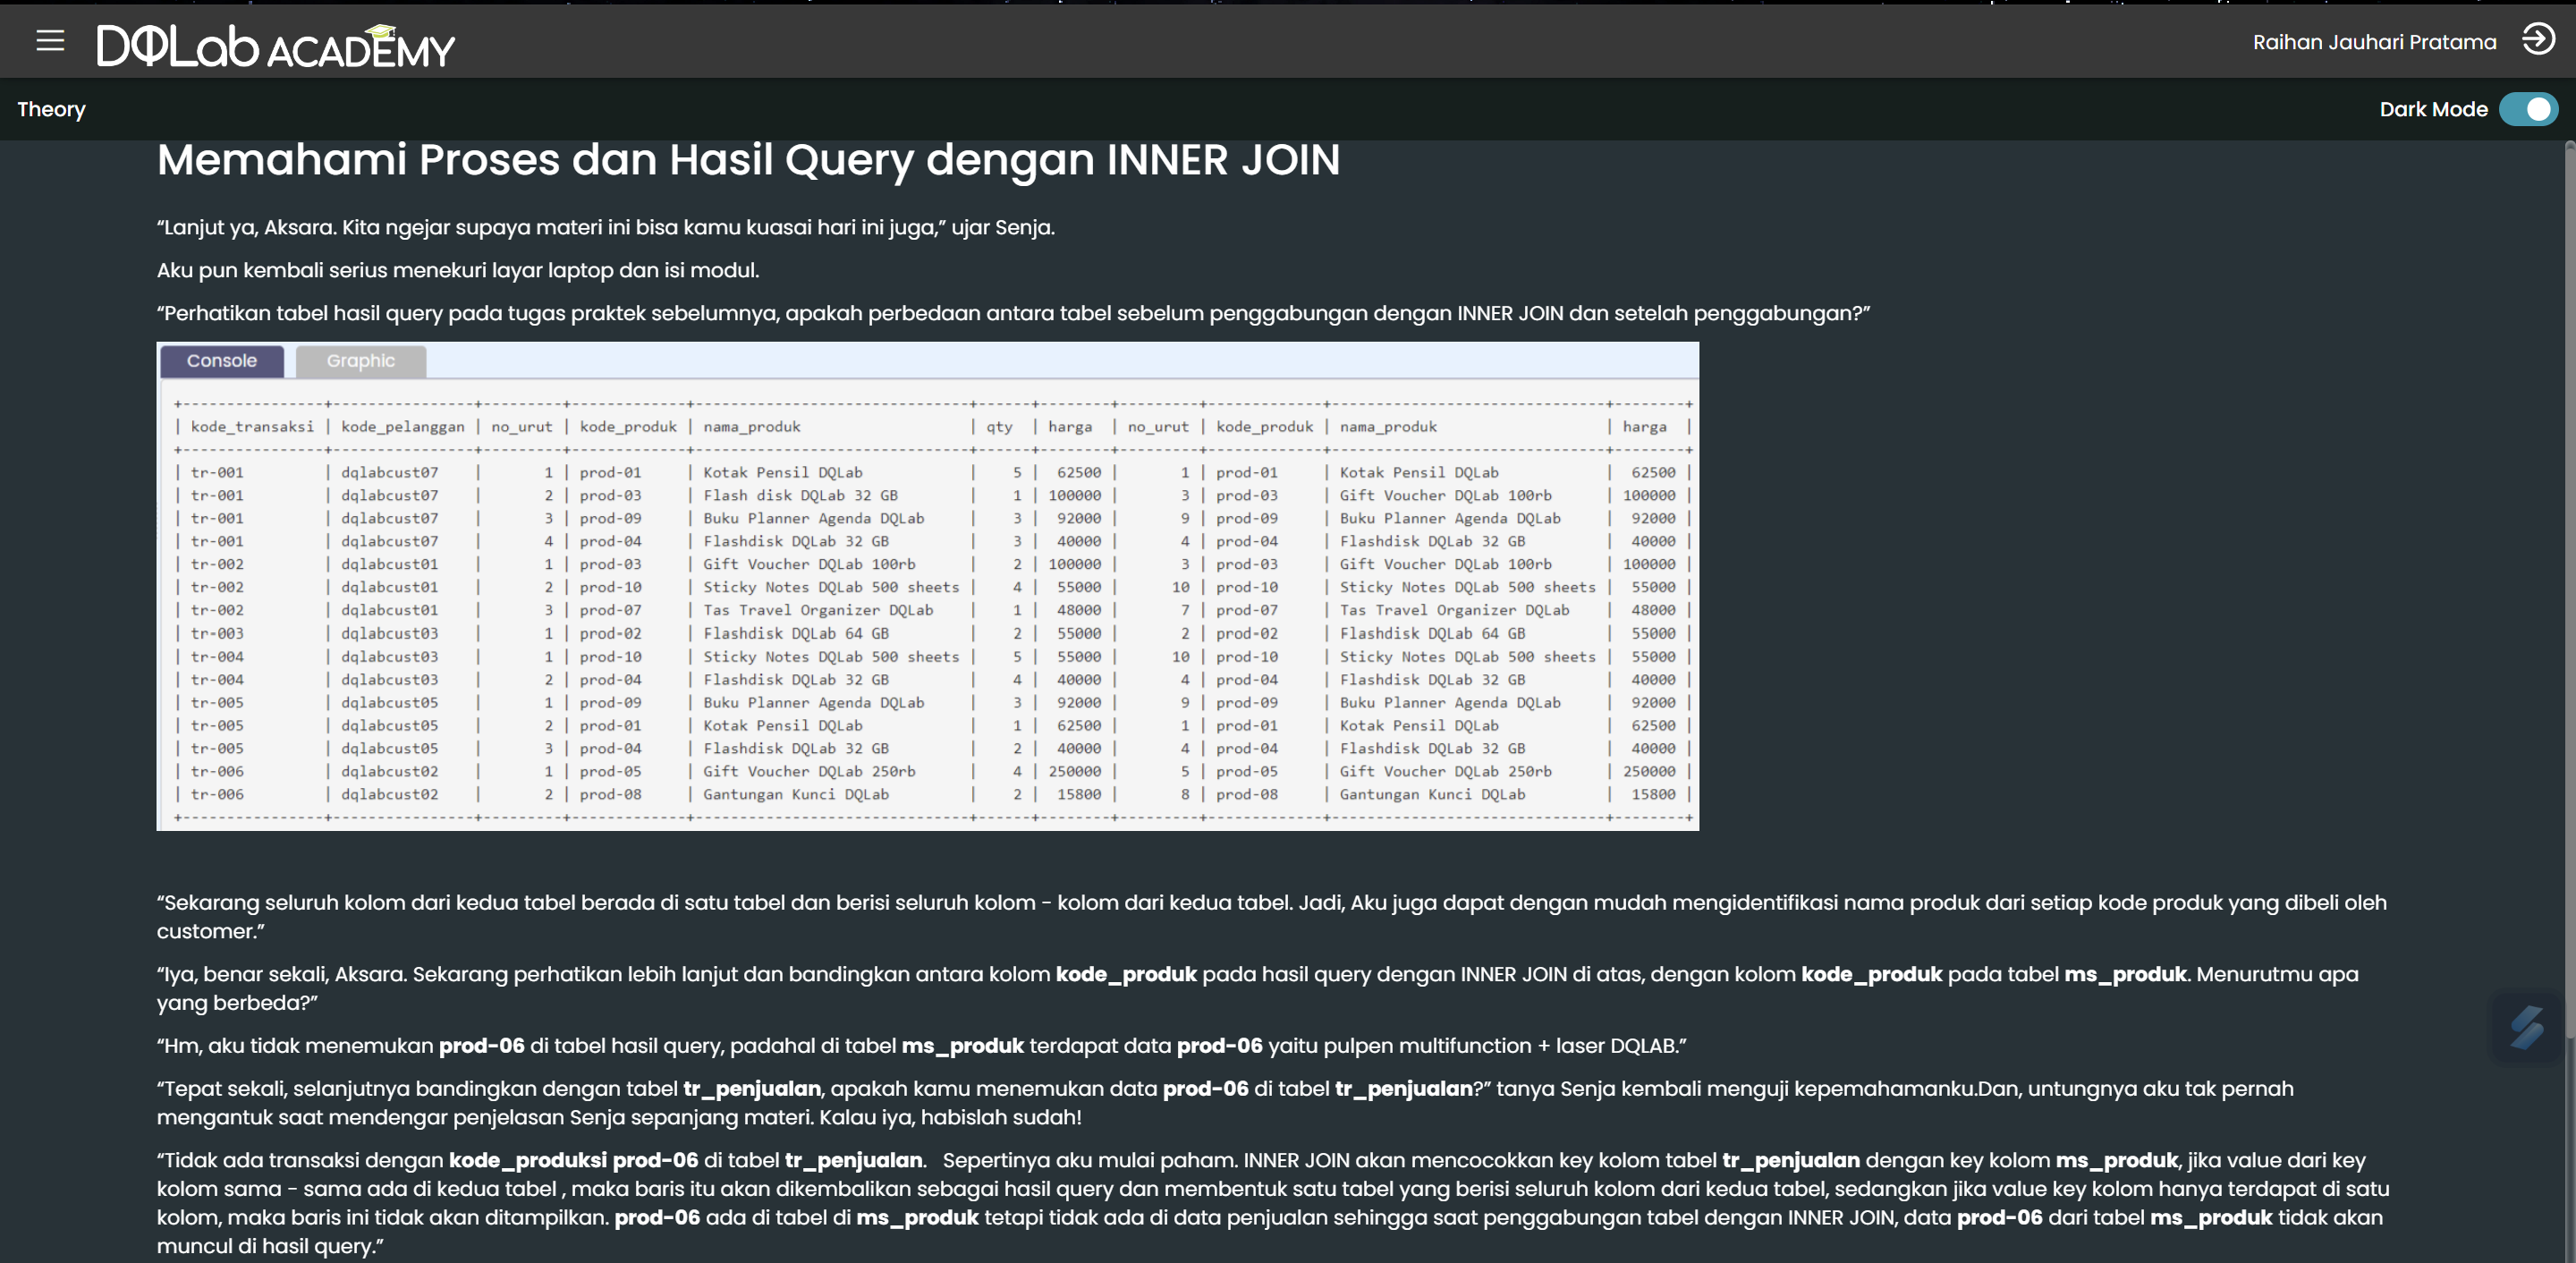 DQLab ACADEMY
Raihan Jauhari Pratama
Theory
Dark Mode
Memahami Proses dan Hasil Query dengan INNER JOIN
“Lanjut ya, Aksara. Kita ngejar supaya materi ini bisa kamu kuasai hari ini juga,” ujar Senja.
Aku pun kembali serius menekuri layar laptop dan isi modul.
“Perhatikan tabel hasil query pada tugas praktek sebelumnya, apakah perbedaan antara tabel sebelum penggabungan dengan INNER JOIN dan setelah penggabungan?”
Console Graphic
| kode_transaksi | kode_pelanggan | no_urut | kode_produk | nama_produk | qty | harga | no_urut | kode_produk | nama_produk | harga |
| tr-001 | dqlabcust07 | 1 | prod-01 | Kotak Pensil DQLab | 5 | 62500 | 1 | prod-01 | Kotak Pensil DQLab | 62500 |
| tr-001 | dqlabcust07 | 2 | prod-03 | Flash disk DQLab 32 GB | 1 | 100000 | 3 | prod-03 | Gift Voucher DQLab 100rb | 100000 |
| tr-001 | dqlabcust07 | 3 | prod-09 | Buku Planner Agenda DQLab | 3 | 92000 | 9 | prod-09 | Buku Planner Agenda DQLab | 92000 |
| tr-001 | dqlabcust07 | 4 | prod-04 | Flashdisk DQLab 32 GB | 3 | 40000 | 4 | prod-04 | Flashdisk DQLab 32 GB | 40000 |
| tr-002 | dqlabcust01 | 1 | prod-03 | Gift Voucher DQLab 100rb | 2 | 100000 | 3 | prod-03 | Gift Voucher DQLab 100rb | 100000 |
| tr-002 | dqlabcust01 | 2 | prod-10 | Sticky Notes DQLab 500 sheets | 4 | 55000 | 10 | prod-10 | Sticky Notes DQLab 500 sheets | 55000 |
| tr-002 | dqlabcust01 | 3 | prod-07 | Tas Travel Organizer DQLab | 1 | 48000 | 7 | prod-07 | Tas Travel Organizer DQLab | 48000 |
| tr-003 | dqlabcust03 | 1 | prod-02 | Flashdisk DQLab 64 GB | 2 | 55000 | 2 | prod-02 | Flashdisk DQLab 64 GB | 55000 |
| tr-004 | dqlabcust03 | 1 | prod-10 | Sticky Notes DQLab 500 sheets | 5 | 55000 | 10 | prod-10 | Sticky Notes DQLab 500 sheets | 55000 |
| tr-004 | dqlabcust03 | 2 | prod-04 | Flashdisk DQLab 32 GB | 4 | 40000 | 4 | prod-04 | Flashdisk DQLab 32 GB | 40000 |
| tr-005 | dqlabcust05 | 1 | prod-09 | Buku Planner Agenda DQLab | 3 | 92000 | 9 | prod-09 | Buku Planner Agenda DQLab | 92000 |
| tr-005 | dqlabcust05 | 2 | prod-01 | Kotak Pensil DQLab | 1 | 62500 | 1 | prod-01 | Kotak Pensil DQLab | 62500 |
| tr-005 | dqlabcust05 | 3 | prod-04 | Flashdisk DQLab 32 GB | 2 | 40000 | 4 | prod-04 | Flashdisk DQLab 32 GB | 40000 |
| tr-006 | dqlabcust02 | 1 | prod-05 | Gift Voucher DQLab 250rb | 4 | 250000 | 5 | prod-05 | Gift Voucher DQLab 250rb | 250000 |
| tr-006 | dqlabcust02 | 2 | prod-08 | Gantungan Kunci DQLab | 2 | 15800 | 8 | prod-08 | Gantungan Kunci DQLab | 15800 |
“Sekarang seluruh kolom dari kedua tabel berada di satu tabel dan berisi seluruh kolom - kolom dari kedua tabel. Jadi, Aku juga dapat dengan mudah mengidentifikasi nama produk dari setiap kode produk yang dibeli oleh
customer.”
“Iya, benar sekali, Aksara. Sekarang perhatikan lebih lanjut dan bandingkan antara kolom kode_produk pada hasil query dengan INNER JOIN di atas, dengan kolom kode_produk pada tabel ms_produk. Menurutmu apa
yang berbeda?”
“Hm, aku tidak menemukan prod-06 di tabel hasil query, padahal di tabel ms_produk terdapat data prod-06 yaitu pulpen multifunction + laser DQLAB.”
“Tepat sekali, selanjutnya bandingkan dengan tabel tr_penjualan, apakah kamu menemukan data prod-06 di tabel tr_penjualan?” tanya Senja kembali menguji kepemahamanku.Dan, untungnya aku tak pernah
mengantuk saat mendengar penjelasan Senja sepanjang materi. Kalau iya, habislah sudah!
“Tidak ada transaksi dengan kode_produksi prod-06 di tabel tr_penjualan. Sepertinya aku mulai paham. INNER JOIN akan mencocokkan key kolom tabel tr_penjualan dengan key kolom ms_produk, jika value dari key
kolom sama - sama ada di kedua tabel , maka baris itu akan dikembalikan sebagai hasil query dan membentuk satu tabel yang berisi seluruh kolom dari kedua tabel, sedangkan jika value key kolom hanya terdapat di satu
kolom, maka baris ini tidak akan ditampilkan. prod-06 ada di tabel di ms_produk tetapi tidak ada di data penjualan sehingga saat penggabungan tabel dengan INNER JOIN, data prod-06 dari tabel ms_produk tidak akan
muncul di hasil query.”